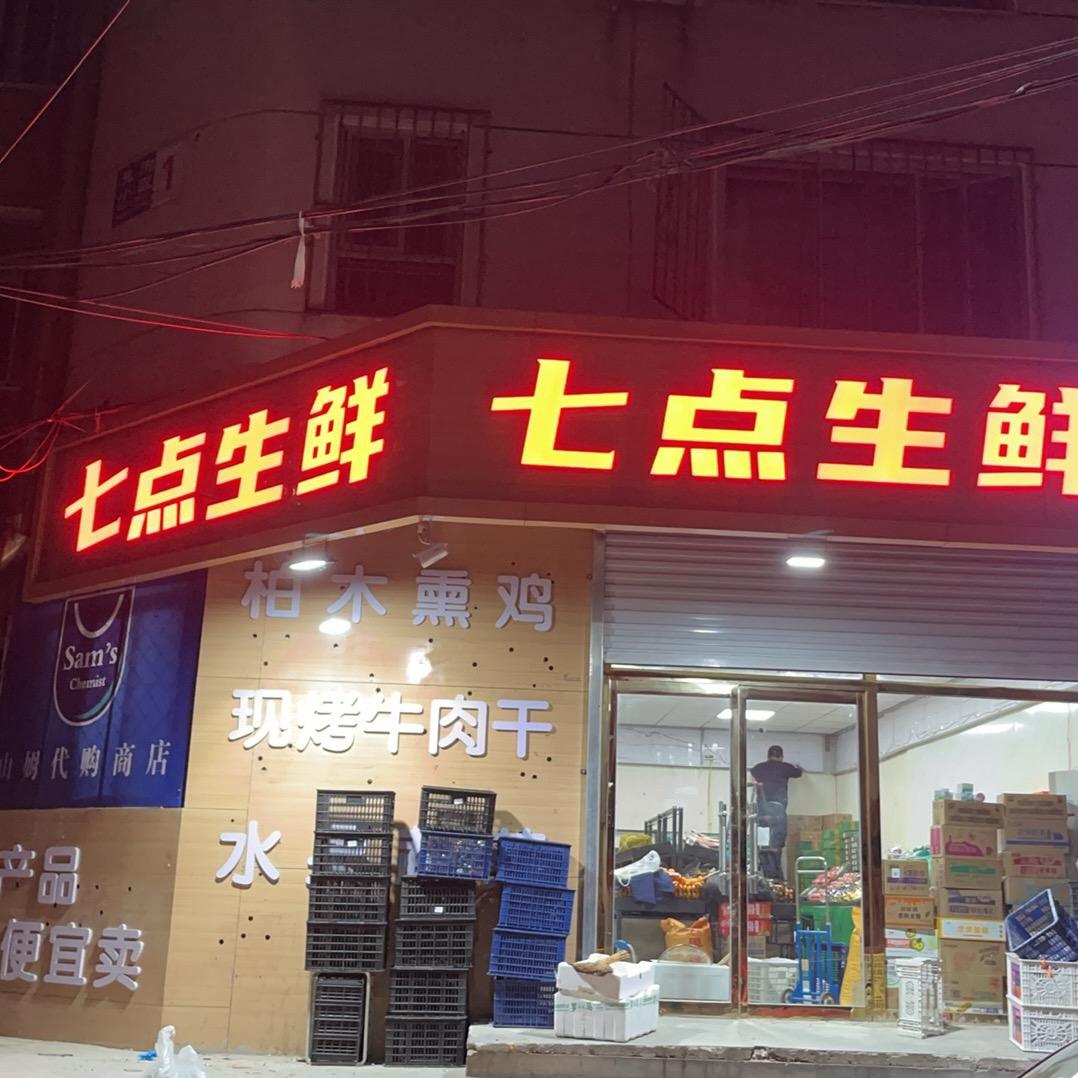 七点生鲜
七点生鲜
柏木熏鸡
现烤牛肉干
水
Sam's
Chemist
山姆代购商店
产品
便宜卖
1